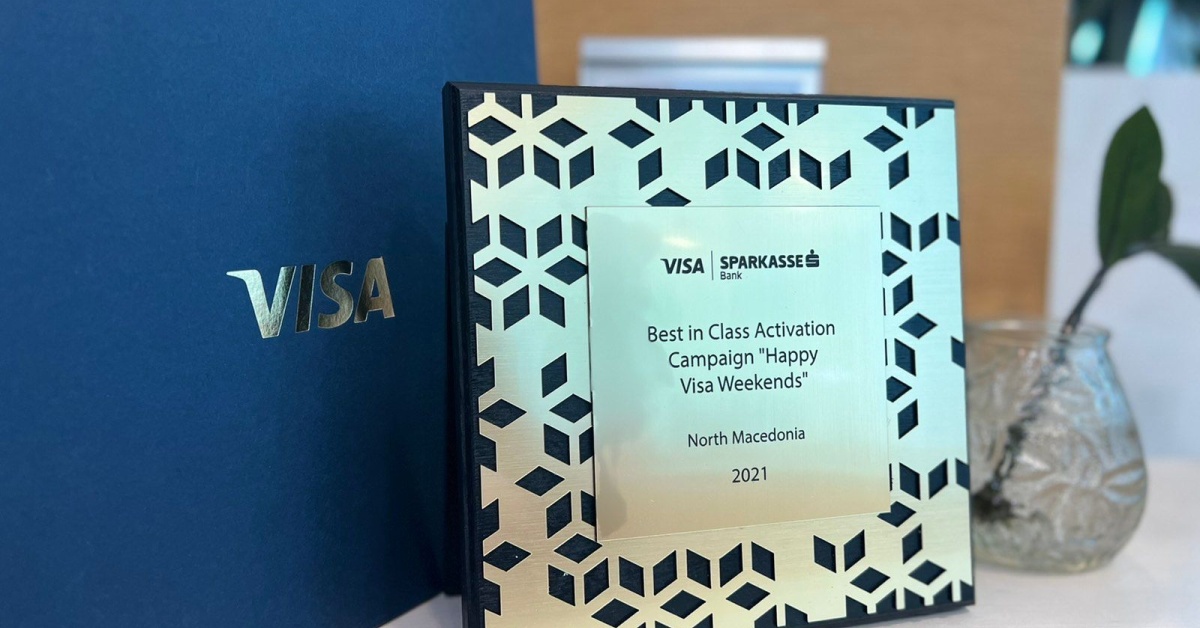 VISA
VISA | SPARKASSE
Bank
Best in Class Activation
Campaign "Happy
Visa Weekends"
North Macedonia
2021